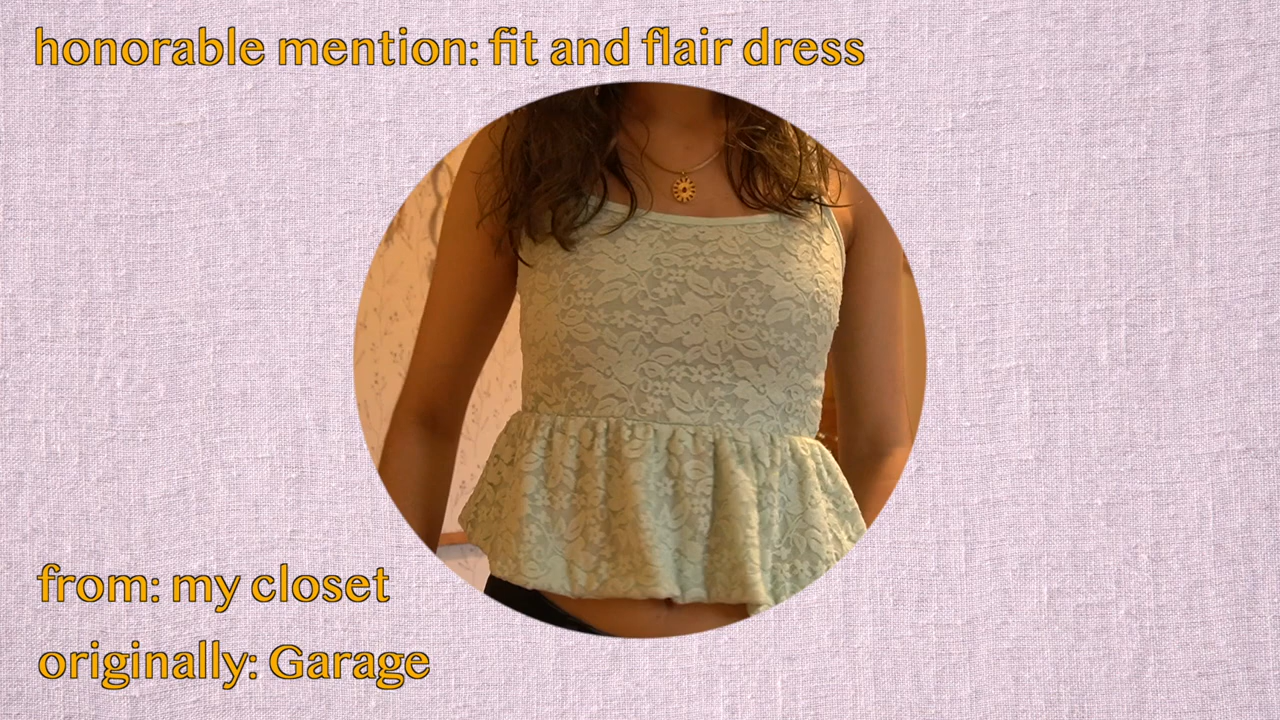 honorable mention: fit and flair dress
from: my closet
originally: Garage